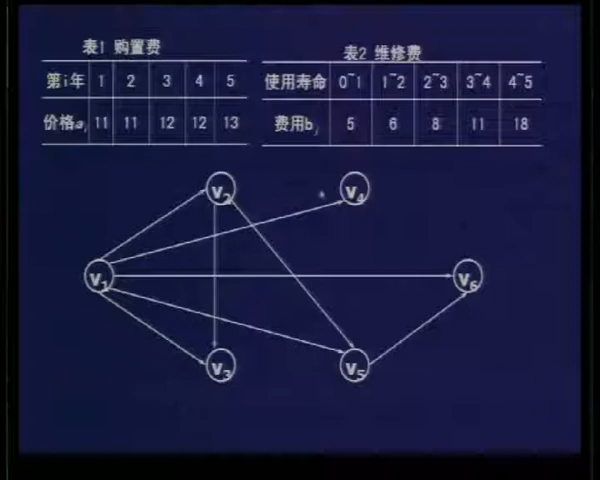 表1 购置费
第i年 1 2 3 4 5
价格aᵢ 11 11 12 12 13
表2 维修费
使用寿命 0~1 1~2 2~3 3~4 4~5
费用bⱼ 5 6 8 11 18
v₂ v₄
v₁ v₆
v₃ v₅